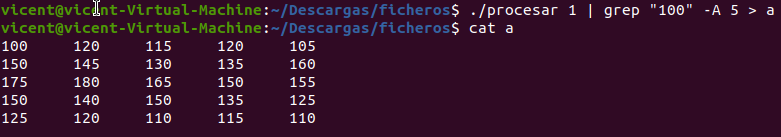 vicent@vicent-Virtual-Machine:~/Descargas/ficheros$ ./procesar 1 | grep "100" -A 5 > a
vicent@vicent-Virtual-Machine:~/Descargas/ficheros$ cat a
100 120 115 120 105
150 145 130 135 160
175 180 165 150 155
150 140 150 135 125
125 120 110 115 110